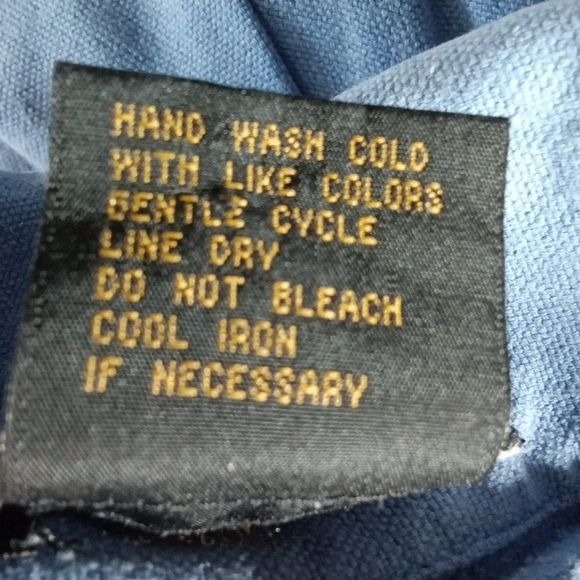 HAND WASH COLD
WITH LIKE COLORS
GENTLE CYCLE
LINE DRY
DO NOT BLEACH
COOL IRON
IF NECESSARY